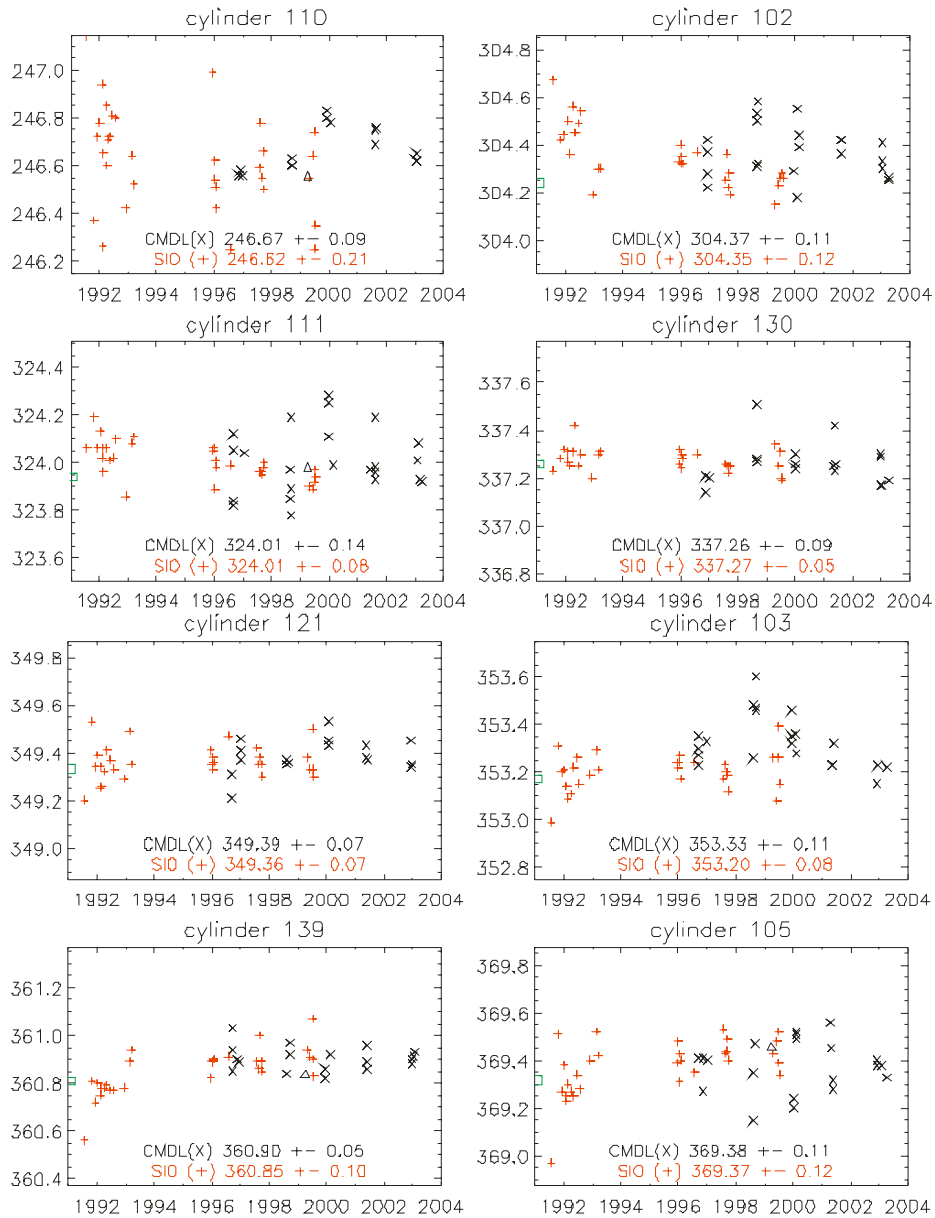 cylinder 110
247.0
246.8
246.6
246.4
246.2
CMDL(X) 246.67 +- 0.09
SIO (+) 246.62 +- 0.21
1992 1994 1996 1998 2000 2002 2004
cylinder 102
304.8
304.6
304.4
304.2
304.0
CMDL(X) 304.37 +- 0.11
SIO (+) 304.35 +- 0.12
1992 1994 1996 1998 2000 2002 2004
cylinder 111
324.4
324.2
324.0
323.8
323.6
CMDL(X) 324.01 +- 0.14
SIO (+) 324.01 +- 0.08
1992 1994 1996 1998 2000 2002 2004
cylinder 130
337.6
337.4
337.2
337.0
336.8
CMDL(X) 337.26 +- 0.09
SIO (+) 337.27 +- 0.05
1992 1994 1996 1998 2000 2002 2004
cylinder 121
349.8
349.6
349.4
349.2
349.0
CMDL(X) 349.39 +- 0.07
SIO (+) 349.36 +- 0.07
1992 1994 1996 1998 2000 2002 2004
cylinder 103
353.6
353.4
353.2
353.0
352.8
CMDL(X) 353.33 +- 0.11
SIO (+) 353.20 +- 0.08
1992 1994 1996 1998 2000 2002 2004
cylinder 139
361.2
361.0
360.8
360.6
360.4
CMDL(X) 360.90 +- 0.05
SIO (+) 360.85 +- 0.10
1992 1994 1996 1998 2000 2002 2004
cylinder 105
369.8
369.6
369.4
369.2
369.0
CMDL(X) 369.38 +- 0.11
SIO (+) 369.37 +- 0.12
1992 1994 1996 1998 2000 2002 2004